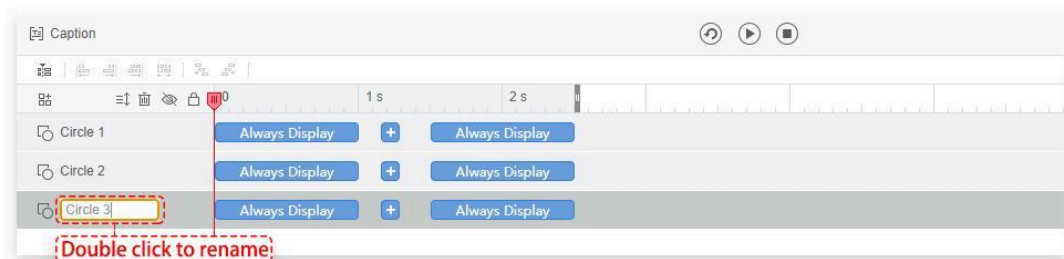 Caption
0 1 s 2 s
Circle 1 Always Display + Always Display
Circle 2 Always Display + Always Display
Circle 3 Always Display + Always Display
Double click to rename